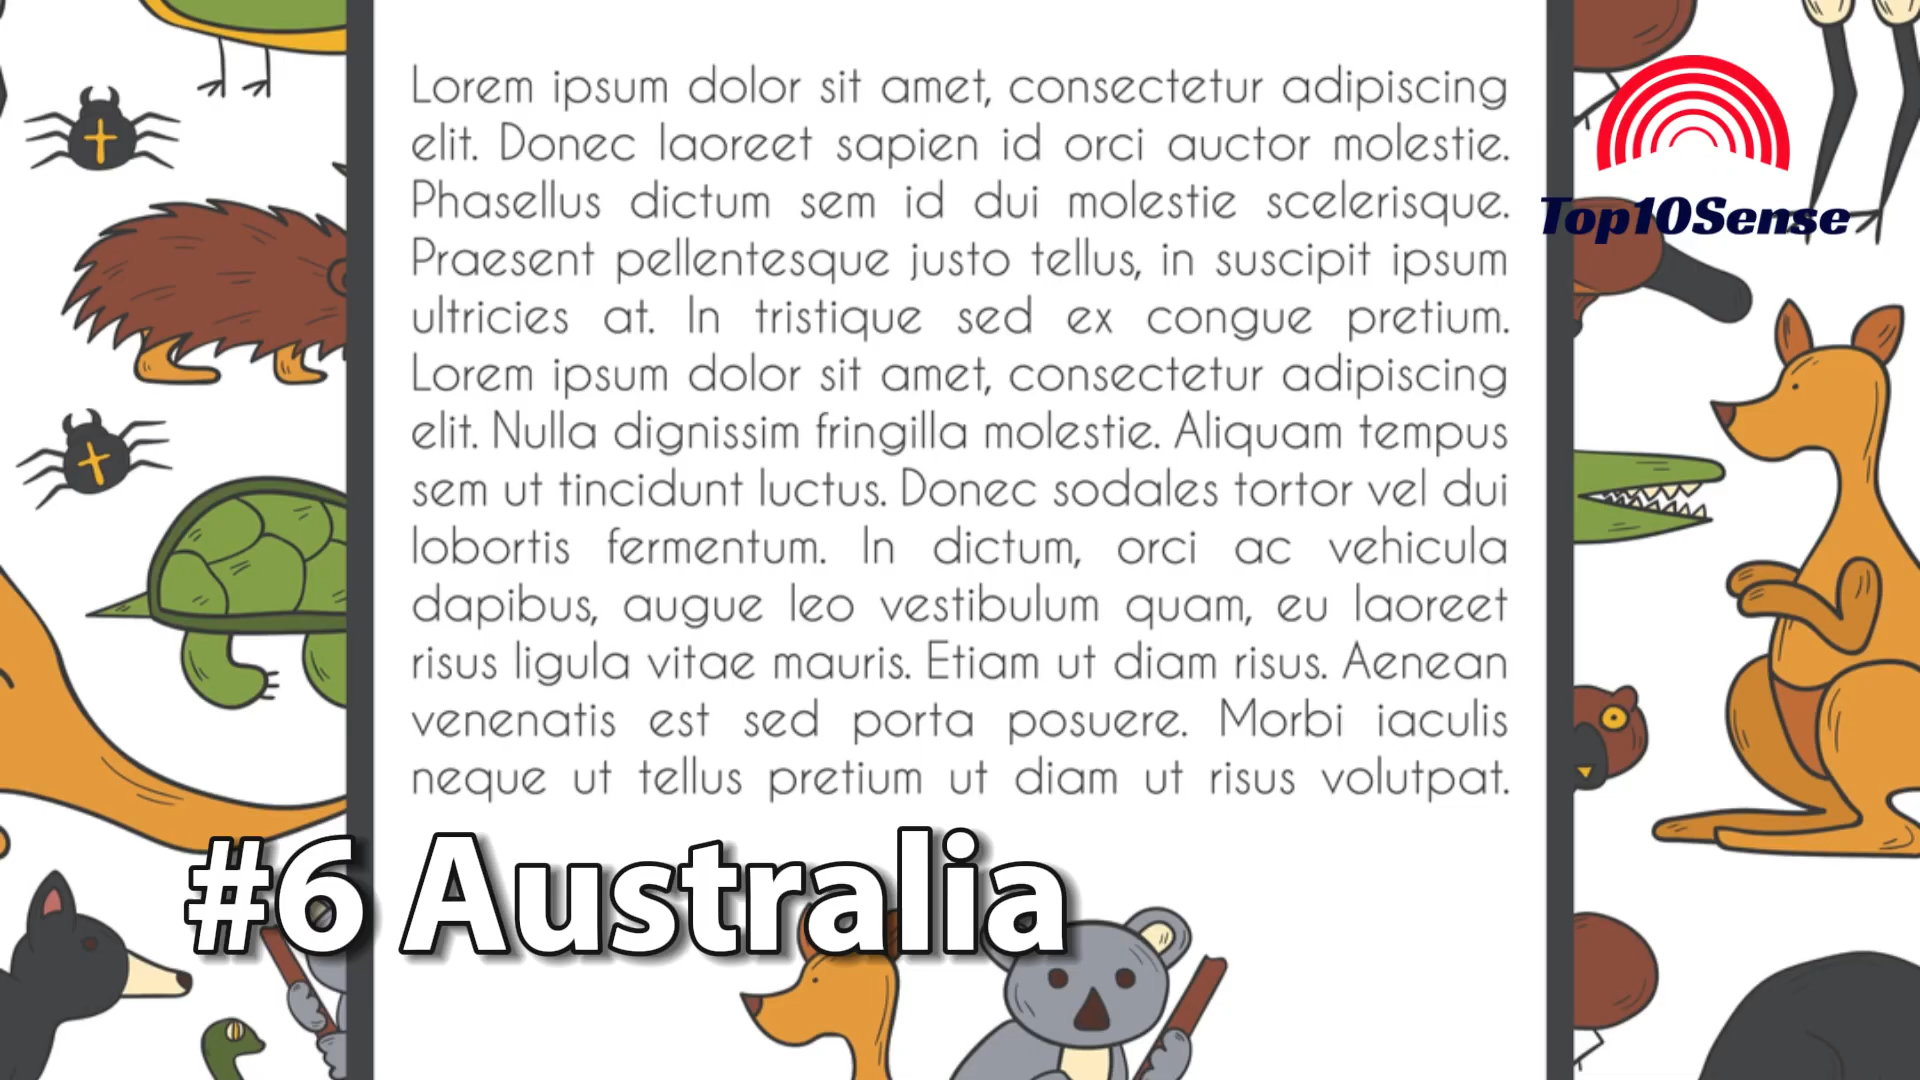 Lorem ipsum dolor sit amet, consectetur adipiscing
elit. Donec laoreet sapien id orci auctor molestie.
Phasellus dictum sem id dui molestie scelerisque.
Praesent pellentesque justo tellus, in suscipit ipsum
ultricies at. In tristique sed ex congue pretium.
Lorem ipsum dolor sit amet, consectetur adipiscing
elit. Nulla dignissim fringilla molestie. Aliquam tempus
sem ut tincidunt luctus. Donec sodales tortor vel dui
lobortis fermentum. In dictum, orci ac vehicula
dapibus, augue leo vestibulum quam, eu laoreet
risus ligula vitae mauris. Etiam ut diam risus. Aenean
venenatis est sed porta posuere. Morbi iaculis
neque ut tellus pretium ut diam ut risus volutpat.
Top10Sense
#6 Australia